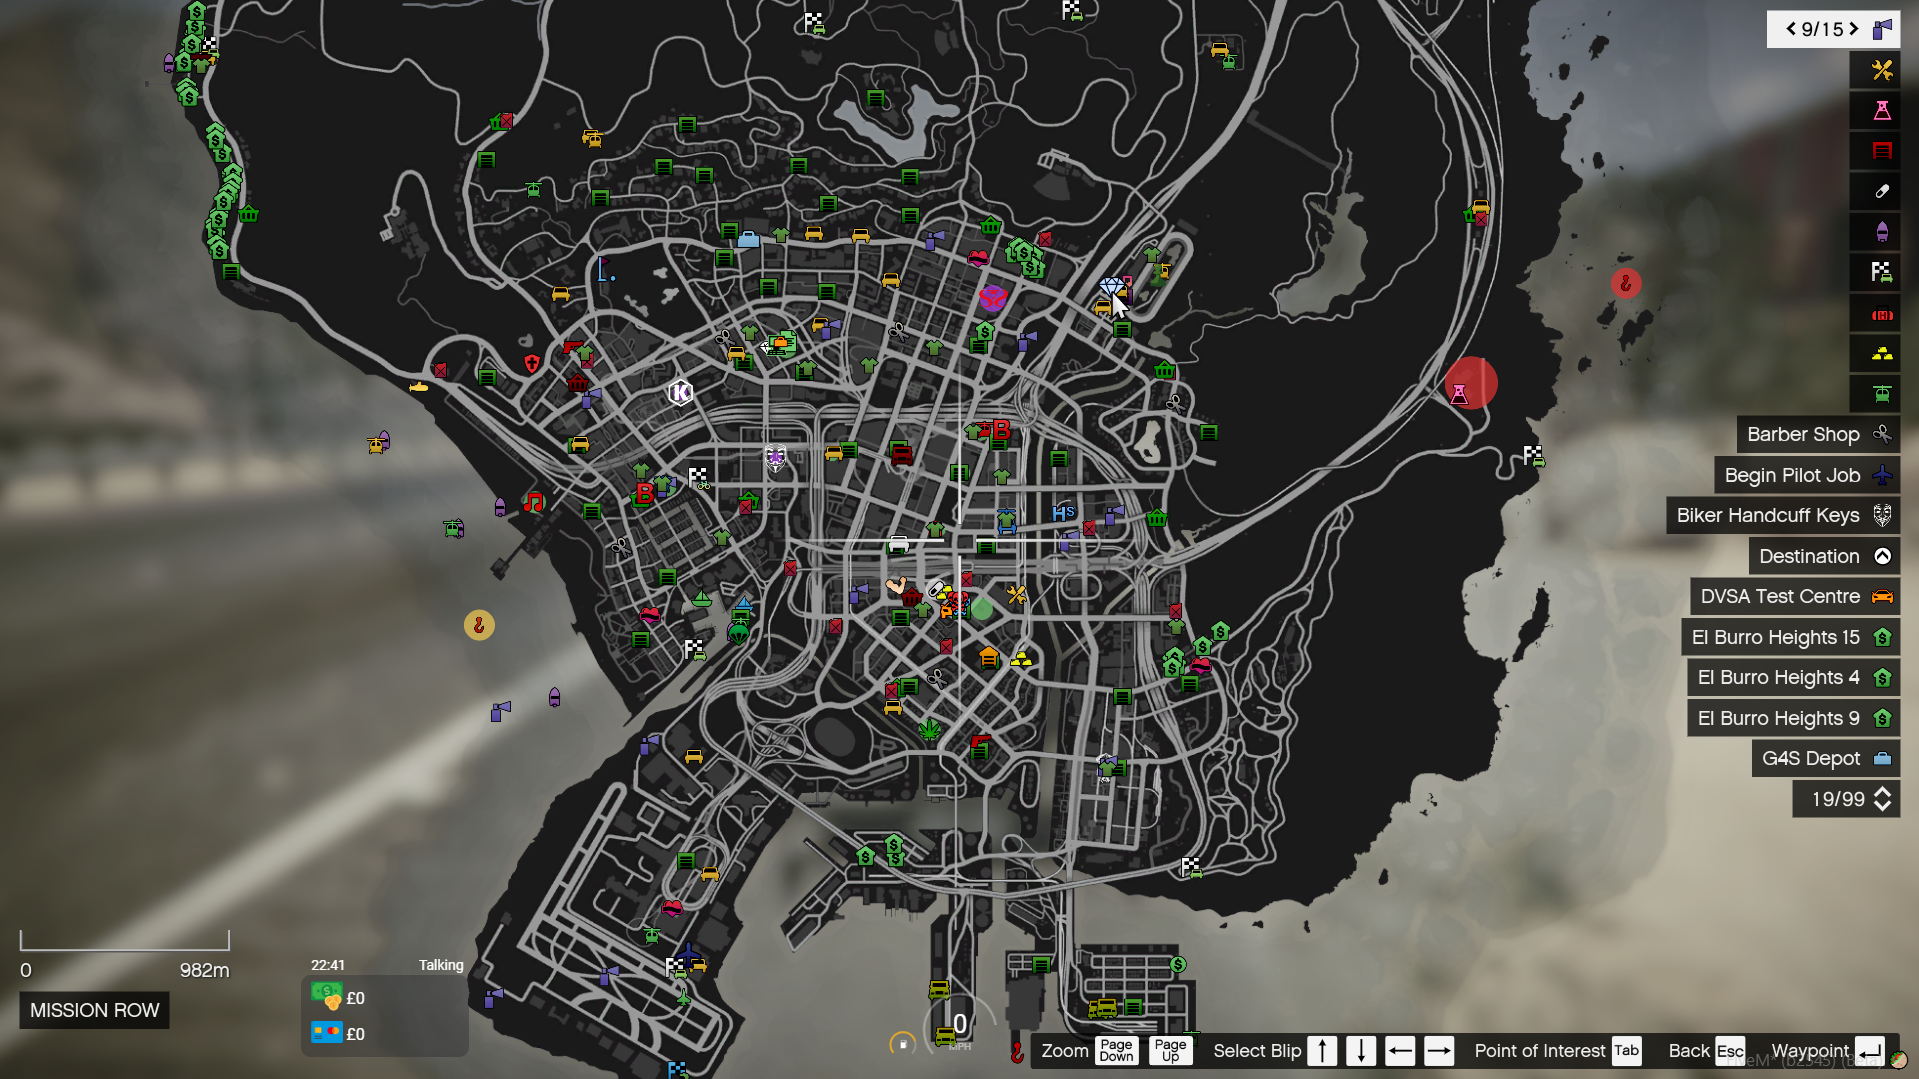 9/15
Barber Shop
Begin Pilot Job
Biker Handcuff Keys
Destination
DVSA Test Centre
El Burro Heights 15
El Burro Heights 4
El Burro Heights 9
G4S Depot
19/99
K
B
B
HS
0 982m
MISSION ROW
22:41 Talking
£0
£0
0
MPH
Zoom Page Down Page Up Select Blip Point of Interest Tab Back Esc Waypoint